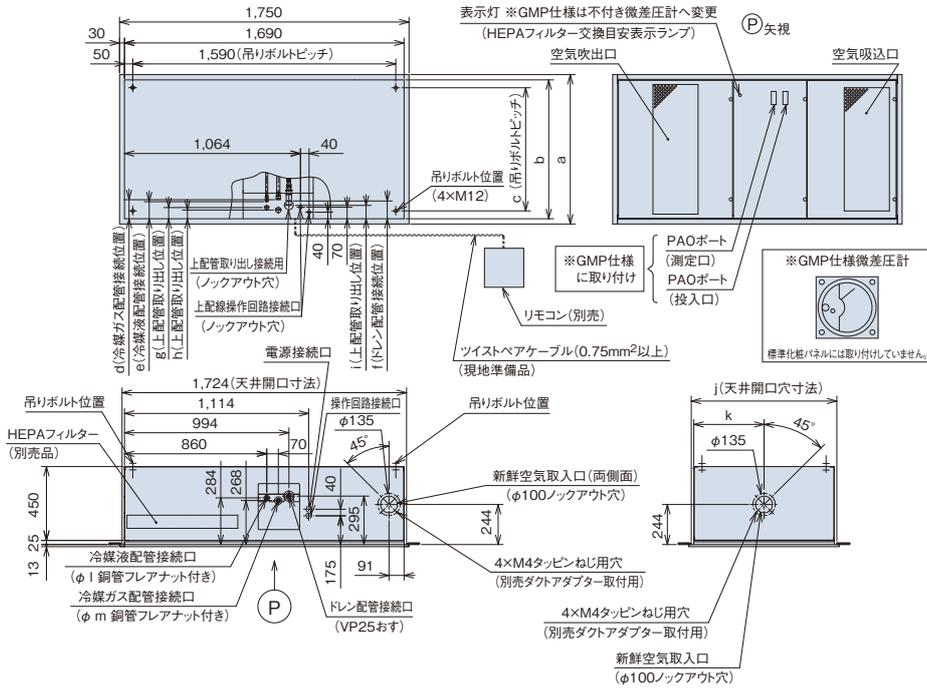 1,750
30
1,690
50
1,590(吊りボルトピッチ)
1,064
40
c(吊りボルトピッチ)
b
a
吊りボルト位置
(4×M12)
d(冷媒ガス配管接続位置)
e(冷媒液配管接続位置)
g(上配管取り出し位置)
h(上配管取り出し位置)
上配管取り出し接続用
(ノックアウト穴)
上配線操作回路接続口
(ノックアウト穴)
40
70
i(上配管取り出し位置)
f(ドレン配管接続位置)
リモコン(別売)
ツイストペアケーブル(0.75mm²以上)
(現地準備品)
表示灯 ※GMP仕様は不付き微差圧計へ変更
(HEPAフィルター交換目安表示ランプ)
P矢視
空気吹出口
空気吸込口
※GMP仕様
に取り付け
PAOポート
(測定口)
PAOポート
(投入口)
※GMP仕様微差圧計
標準化粧パネルには取り付けしていません。
電源接続口
1,724(天井開口寸法)
吊りボルト位置
1,114
操作回路接続口
吊りボルト位置
994
φ135
HEPAフィルター
(別売品)
860
70
45°
284
268
40
295
450
25
13
175
91
244
新鮮空気取入口(両側面)
(φ100ノックアウト穴)
4×M4タッピンねじ用穴
(別売ダクトアダプター取付用)
冷媒液配管接続口
(φ l 銅管フレアナット付き)
冷媒ガス配管接続口
(φ m 銅管フレアナット付き)
P
ドレン配管接続口
(VP25おす)
j(天井開口穴寸法)
k
45°
φ135
244
4×M4タッピンねじ用穴
(別売ダクトアダプター取付用)
新鮮空気取入口
(φ100ノックアウト穴)